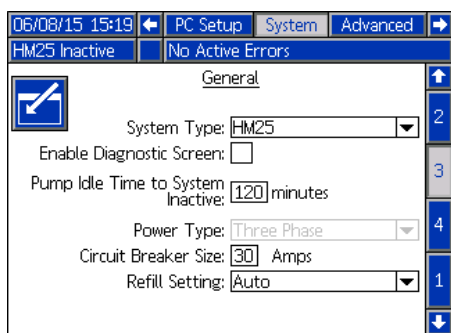 06/08/15 15:19 PC Setup System Advanced
HM25 Inactive No Active Errors
General
System Type: HM25
Enable Diagnostic Screen:
Pump Idle Time to System
Inactive: 120 minutes
Power Type: Three Phase
Circuit Breaker Size: 30 Amps
Refill Setting: Auto
2
3
4
1